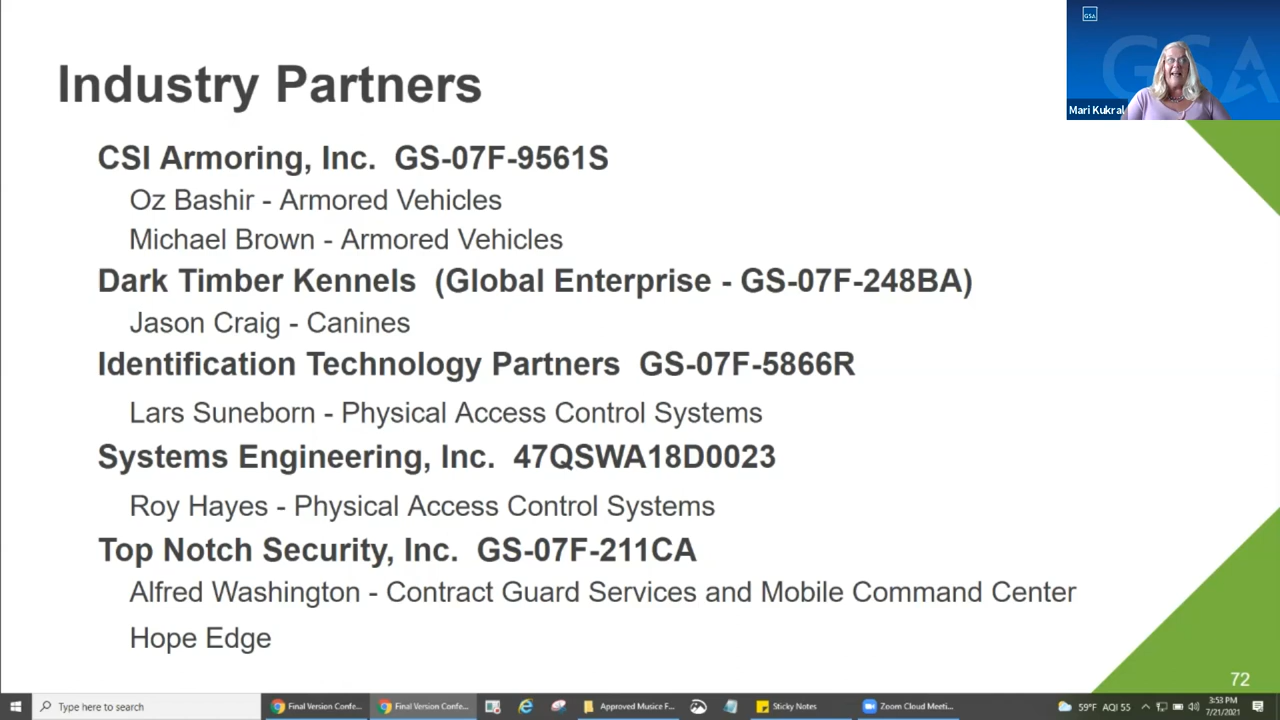 GSA
GSA
Mari Kukral
Industry Partners
CSI Armoring, Inc. GS-07F-9561S
Oz Bashir - Armored Vehicles
Michael Brown - Armored Vehicles
Dark Timber Kennels (Global Enterprise - GS-07F-248BA)
Jason Craig - Canines
Identification Technology Partners GS-07F-5866R
Lars Suneborn - Physical Access Control Systems
Systems Engineering, Inc. 47QSWA18D0023
Roy Hayes - Physical Access Control Systems
Top Notch Security, Inc. GS-07F-211CA
Alfred Washington - Contract Guard Services and Mobile Command Center
Hope Edge
72
Type here to search
Final Version Confe...
Final Version Confe...
Approved Musice F...
Sticky Notes
Zoom Cloud Meeti...
59°F AQI 55
3:53 PM
7/21/2021